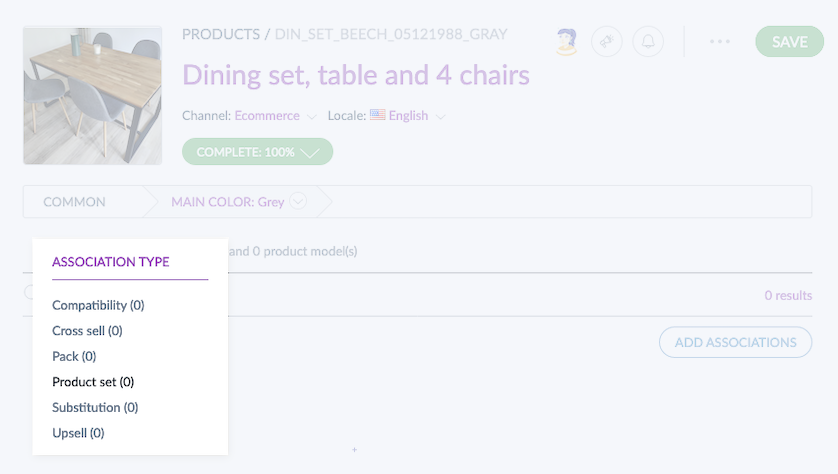 PRODUCTS / DIN_SET_BEECH_05121988_GRAY
SAVE
Dining set, table and 4 chairs
Channel: Ecommerce Locale: English
COMPLETE: 100%
COMMON
MAIN COLOR: Grey
and 0 product model(s)
ASSOCIATION TYPE
0 results
Compatibility (0)
Cross sell (0)
ADD ASSOCIATIONS
Pack (0)
Product set (0)
Substitution (0)
Upsell (0)